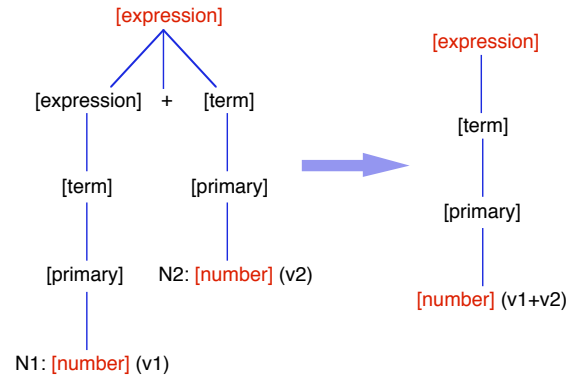 [expression]
[expression] + [term]
[term]
[primary]
[primary]
N2: [number] (v2)
N1: [number] (v1)
[expression]
[term]
[primary]
[number] (v1+v2)